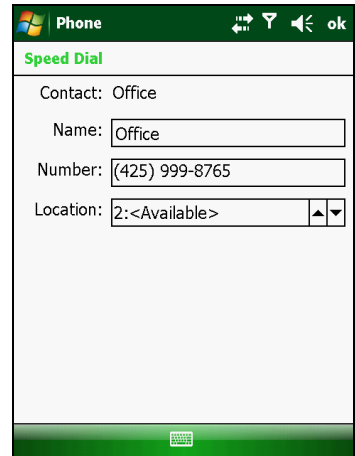 Phone ok
Speed Dial
Contact: Office
Name: Office
Number: (425) 999-8765
Location: 2:<Available>